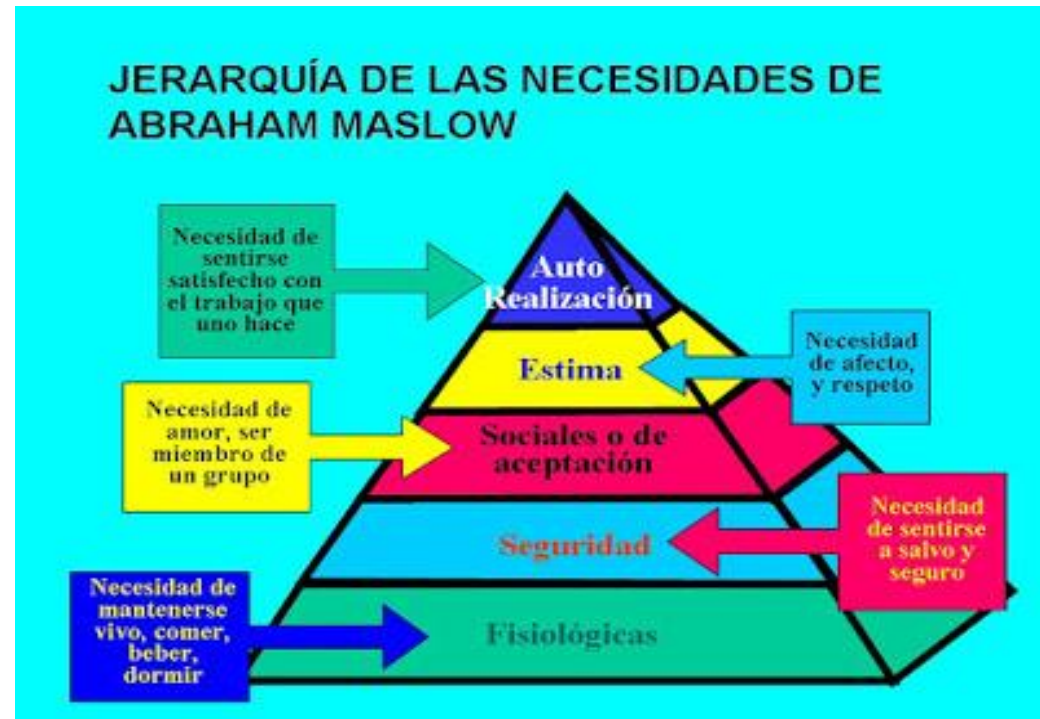 JERARQUÍA DE LAS NECESIDADES DE
ABRAHAM MASLOW
Necesidad de
sentirse
satisfecho con
el trabajo que
uno hace
Auto
Realización
Necesidad
de afecto,
y respeto
Estima
Necesidad de
amor, ser
miembro de
un grupo
Sociales o de
aceptación
Necesidad
de sentirse
a salvo y
seguro
Seguridad
Necesidad de
mantenerse
vivo, comer,
beber,
dormir
Fisiológicas